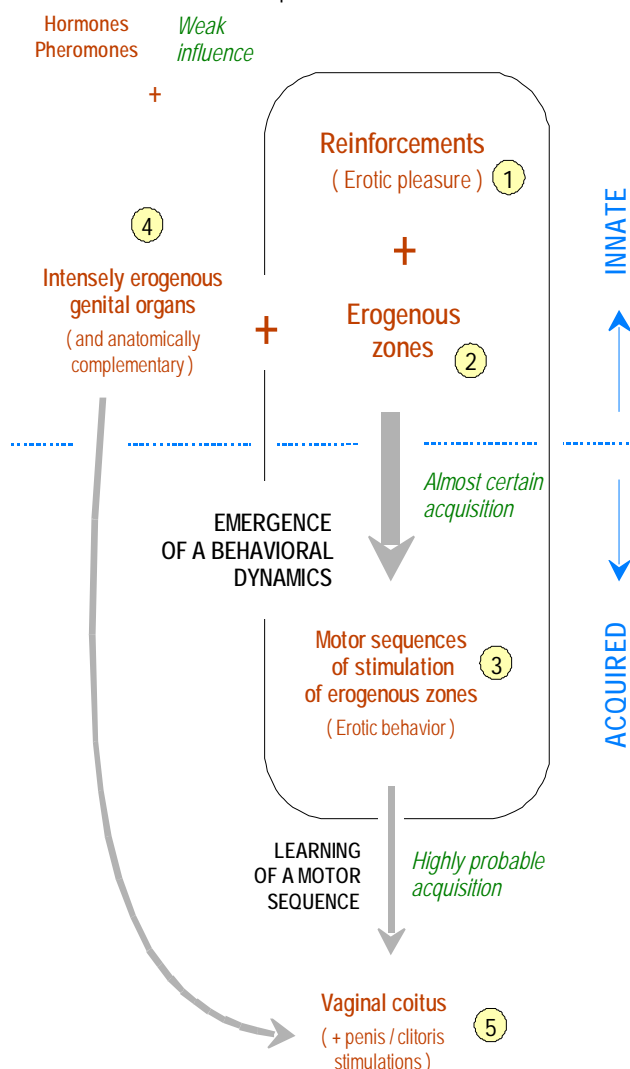 Hormones
Pheromones
Weak
influence
+
Reinforcements
( Erotic pleasure )
1
+
4
Intensely erogenous
genital organs
( and anatomically
complementary )
+
Erogenous
zones
2
INNATE
Almost certain
acquisition
EMERGENCE
OF A BEHAVIORAL
DYNAMICS
Motor sequences
of stimulation
of erogenous zones
( Erotic behavior )
3
ACQUIRED
LEARNING
OF A MOTOR
SEQUENCE
Highly probable
acquisition
Vaginal coitus
( + penis / clitoris
stimulations )
5